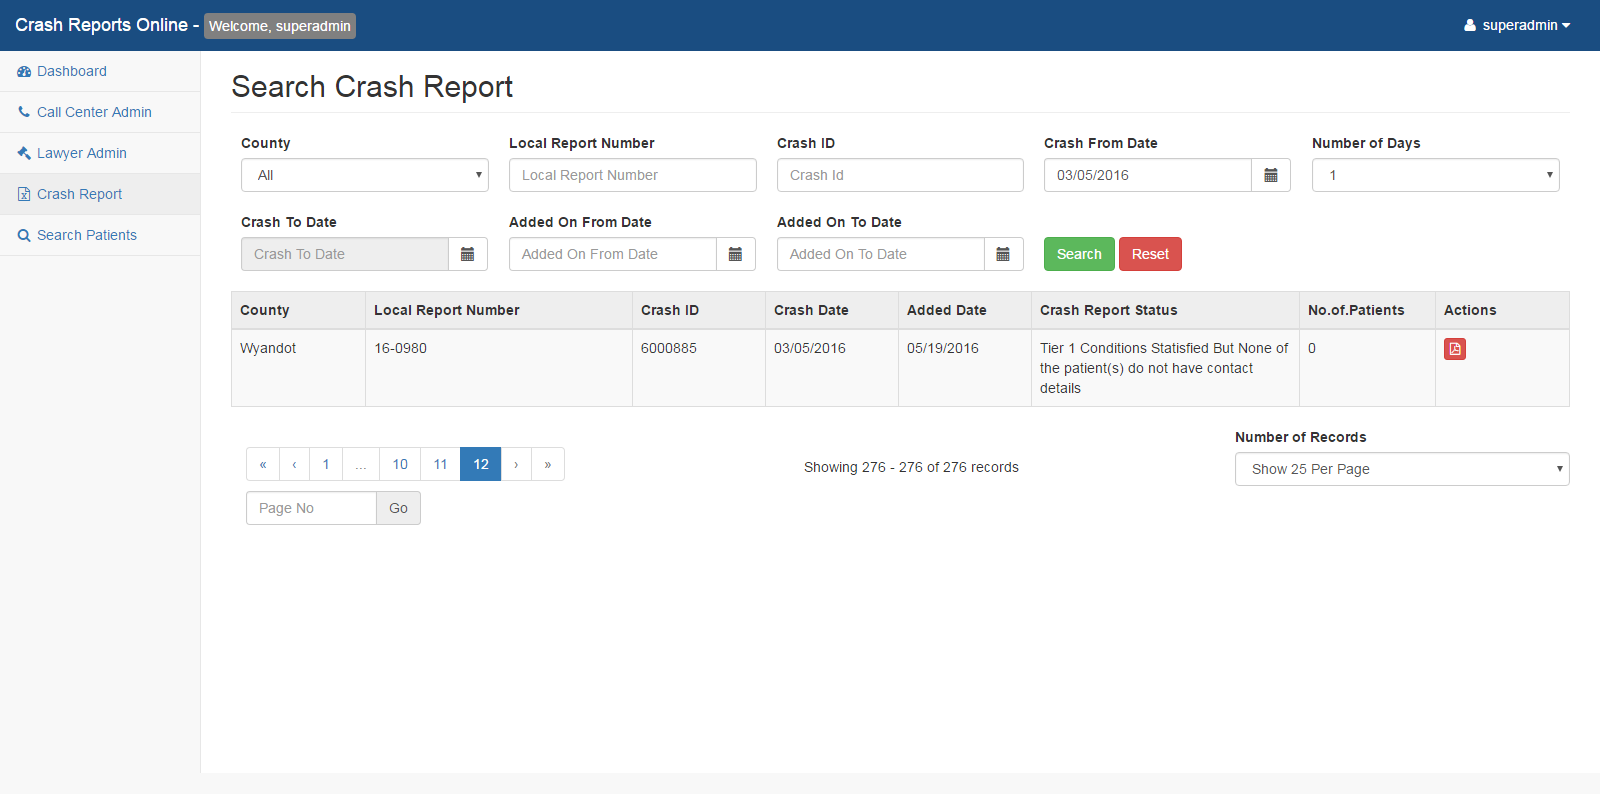 Crash Reports Online - Welcome, superadmin
superadmin
Dashboard
Call Center Admin
Lawyer Admin
Crash Report
Search Patients
Search Crash Report
County
Local Report Number
Crash ID
Crash From Date
Number of Days
All
Local Report Number
Crash Id
03/05/2016
1
Crash To Date
Added On From Date
Added On To Date
Crash To Date
Added On From Date
Added On To Date
Search
Reset
County
Local Report Number
Crash ID
Crash Date
Added Date
Crash Report Status
No.of.Patients
Actions
Wyandot
16-0980
6000885
03/05/2016
05/19/2016
Tier 1 Conditions Statisfied But None of
the patient(s) do not have contact
details
0
« ‹ 1 ... 10 11 12 › »
Page No
Go
Showing 276 - 276 of 276 records
Number of Records
Show 25 Per Page